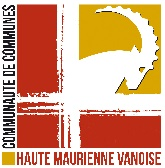 COMMUNAUTÉ DE COMMUNES
HAUTE MAURIENNE VANOISE